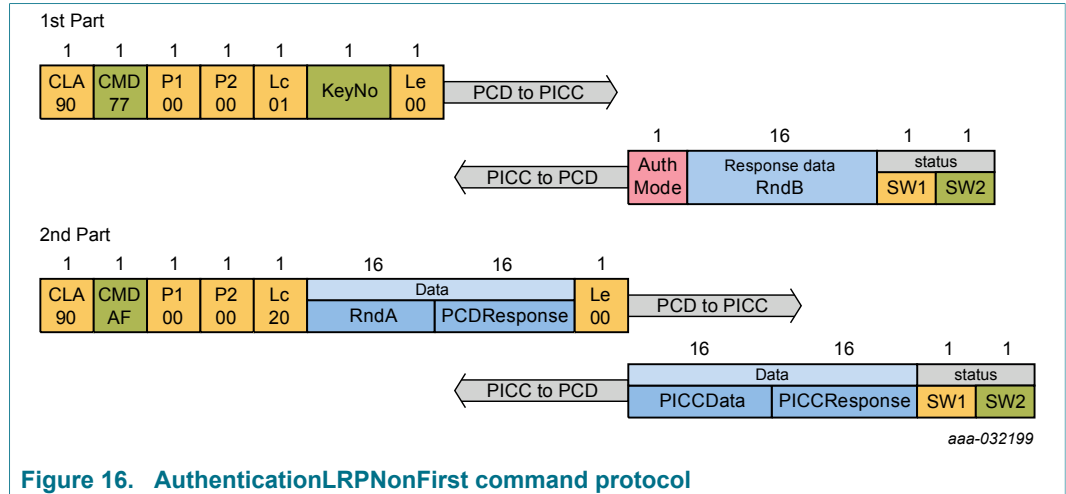 1st Part
1 1 1 1 1 1 1
CLA CMD P1 P2 Lc KeyNo Le
90 77 00 00 01 00
PCD to PICC
1 16 1 1
Auth Response data status
Mode RndB SW1 SW2
PICC to PCD
2nd Part
1 1 1 1 1 16 16 1
CLA CMD P1 P2 Lc Data Le
90 AF 00 00 20 RndA PCDResponse 00
PCD to PICC
16 16 1 1
Data status
PICC to PCD
PICCData PICCResponse SW1 SW2
aaa-032199
Figure 16. AuthenticationLRPNonFirst command protocol